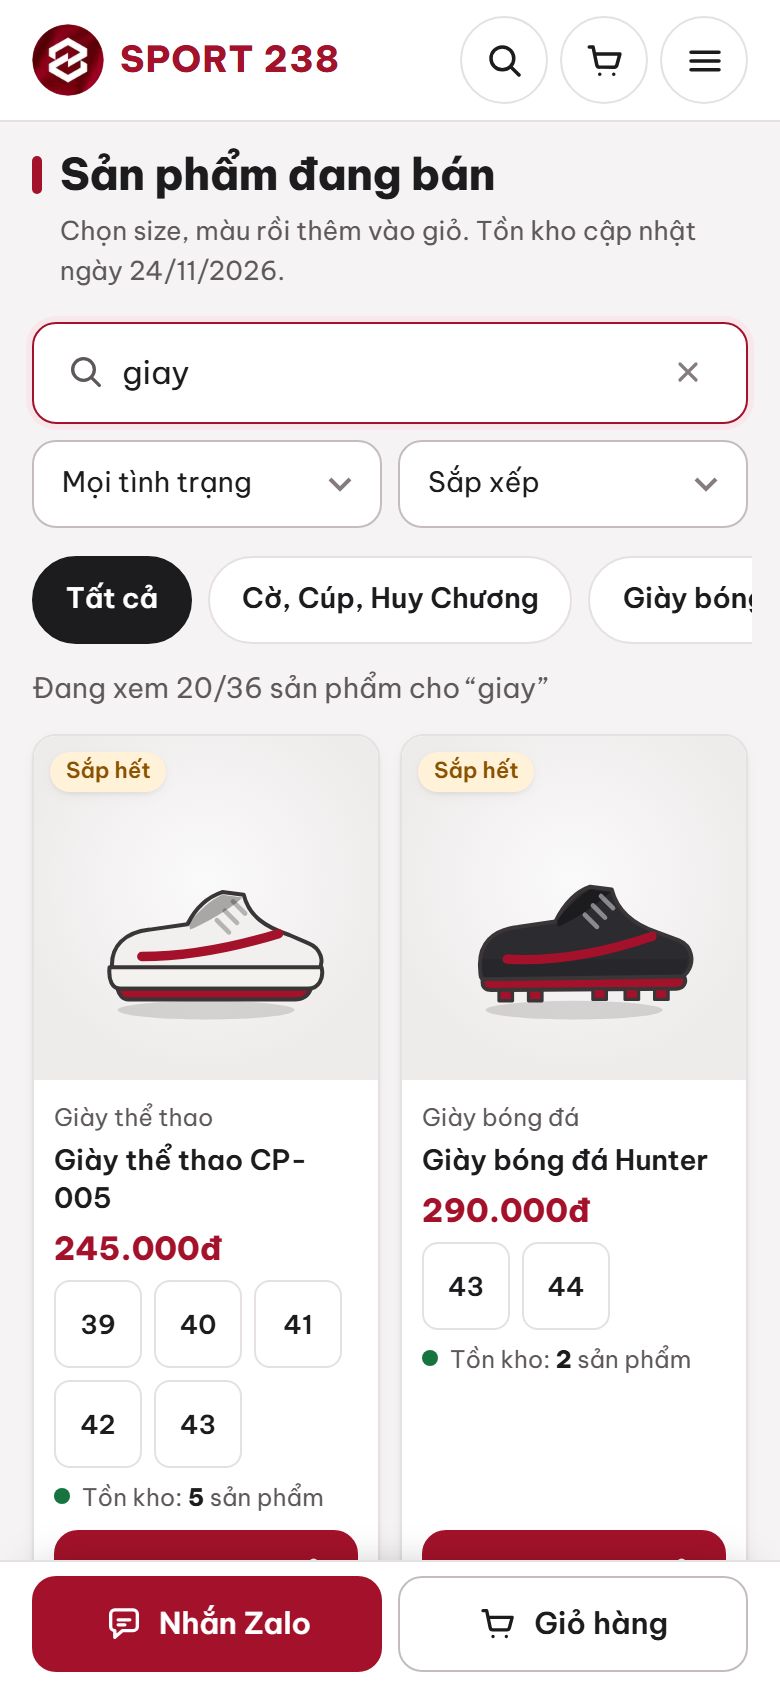 SPORT 238
Sản phẩm đang bán
Chọn size, màu rồi thêm vào giỏ. Tồn kho cập nhật
ngày 24/11/2026.
giay
Mọi tình trạng
Sắp xếp
Tất cả
Cờ, Cúp, Huy Chương
Giày bóng
Đang xem 20/36 sản phẩm cho “giay”
Sắp hết
Sắp hết
Giày thể thao
Giày thể thao CP-
005
245.000đ
39 40 41
42 43
Tồn kho: 5 sản phẩm
Giày bóng đá
Giày bóng đá Hunter
290.000đ
43 44
Tồn kho: 2 sản phẩm
Nhắn Zalo
Giỏ hàng